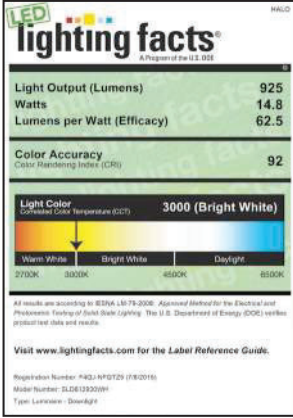 LED
HALO
lighting facts®
A Program of the U.S. DOE
Light Output (Lumens) 925
Watts 14.8
Lumens per Watt (Efficacy) 62.5
Color Accuracy 92
Color Rendering Index (CRI)
Light Color
Correlated Color Temperature (CCT)
3000 (Bright White)
Warm White Bright White Daylight
2700K 3000K 4500K 6500K
All results are according to IESNA LM-79-2008: Approved Method for the Electrical and
Photometric Testing of Solid-State Lighting. The U.S. Department of Energy (DOE) verifies
product test data and results.
Visit www.lightingfacts.com for the Label Reference Guide.
Registration Number:
Model Number:
Type: Luminaire - Downlight